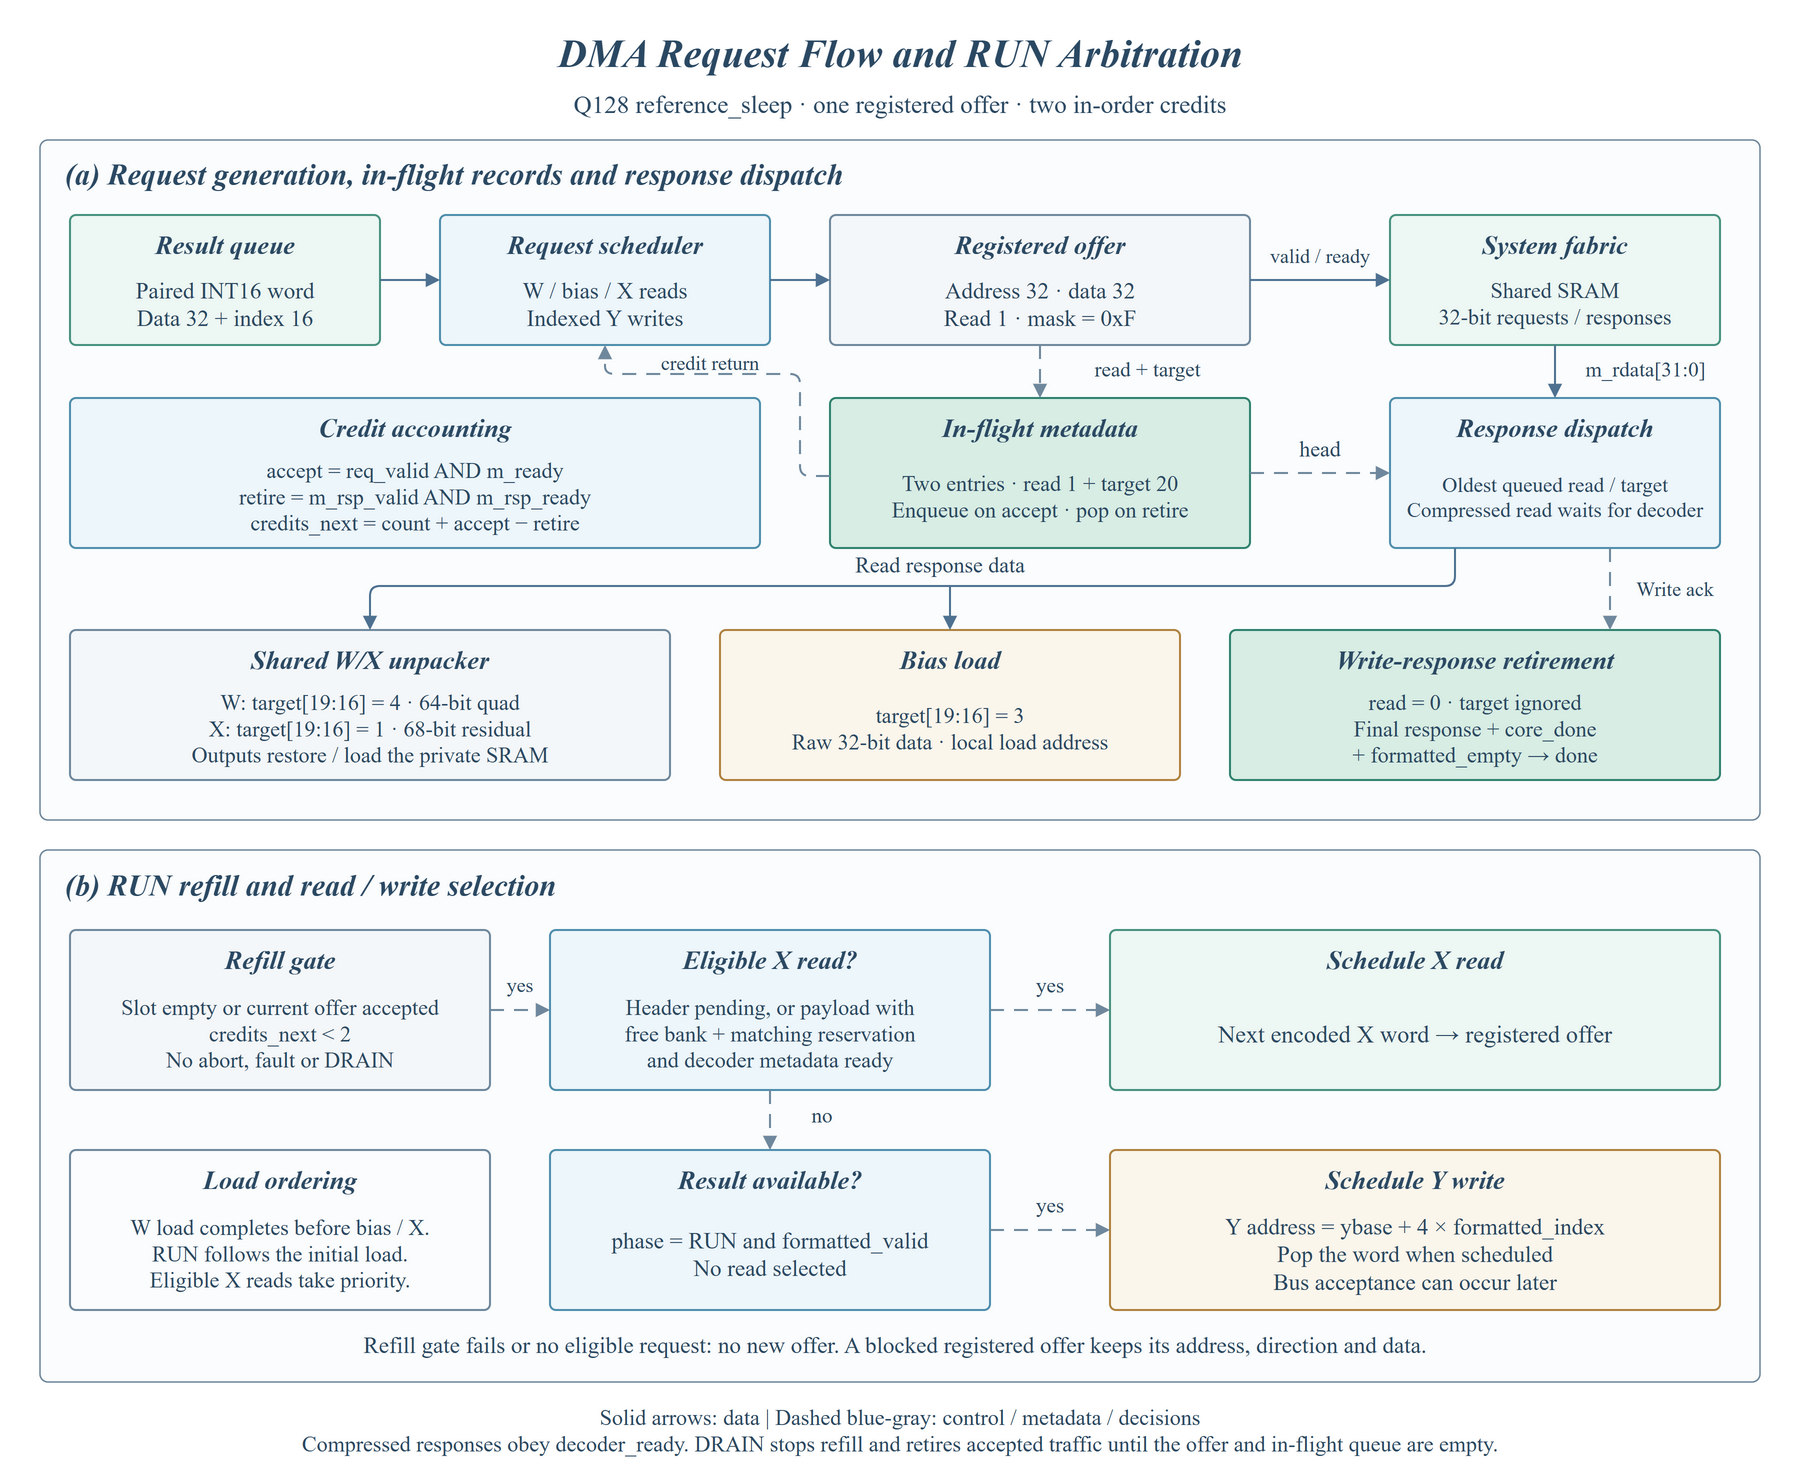 DMA Request Flow and RUN Arbitration
Q128 reference_sleep · one registered offer · two in-order credits
(a) Request generation, in-flight records and response dispatch
Result queue
Paired INT16 word
Data 32 + index 16
Request scheduler
W / bias / X reads
Indexed Y writes
Registered offer
Address 32 · data 32
Read 1 · mask = 0xF
valid / ready
System fabric
Shared SRAM
32-bit requests / responses
credit return
read + target
m_rdata[31:0]
Credit accounting
accept = req_valid AND m_ready
retire = m_rsp_valid AND m_rsp_ready
credits_next = count + accept − retire
In-flight metadata
Two entries · read 1 + target 20
Enqueue on accept · pop on retire
head
Response dispatch
Oldest queued read / target
Compressed read waits for decoder
Read response data
Write ack
Shared W/X unpacker
W: target[19:16] = 4 · 64-bit quad
X: target[19:16] = 1 · 68-bit residual
Outputs restore / load the private SRAM
Bias load
target[19:16] = 3
Raw 32-bit data · local load address
Write-response retirement
read = 0 · target ignored
Final response + core_done
+ formatted_empty → done
(b) RUN refill and read / write selection
Refill gate
Slot empty or current offer accepted
credits_next < 2
No abort, fault or DRAIN
yes
Eligible X read?
Header pending, or payload with
free bank + matching reservation
and decoder metadata ready
yes
Schedule X read
Next encoded X word → registered offer
no
Load ordering
W load completes before bias / X.
RUN follows the initial load.
Eligible X reads take priority.
Result available?
phase = RUN and formatted_valid
No read selected
yes
Schedule Y write
Y address = ybase + 4 × formatted_index
Pop the word when scheduled
Bus acceptance can occur later
Refill gate fails or no eligible request: no new offer. A blocked registered offer keeps its address, direction and data.
Solid arrows: data | Dashed blue-gray: control / metadata / decisions
Compressed responses obey decoder_ready. DRAIN stops refill and retires accepted traffic until the offer and in-flight queue are empty.